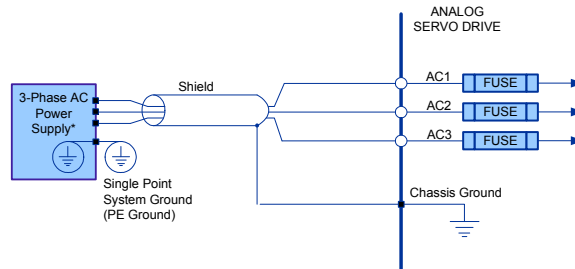 ANALOG
SERVO DRIVE
3-Phase AC
Power
Supply*
Shield
AC1
FUSE
AC2
FUSE
AC3
FUSE
Single Point
System Ground
(PE Ground)
Chassis Ground